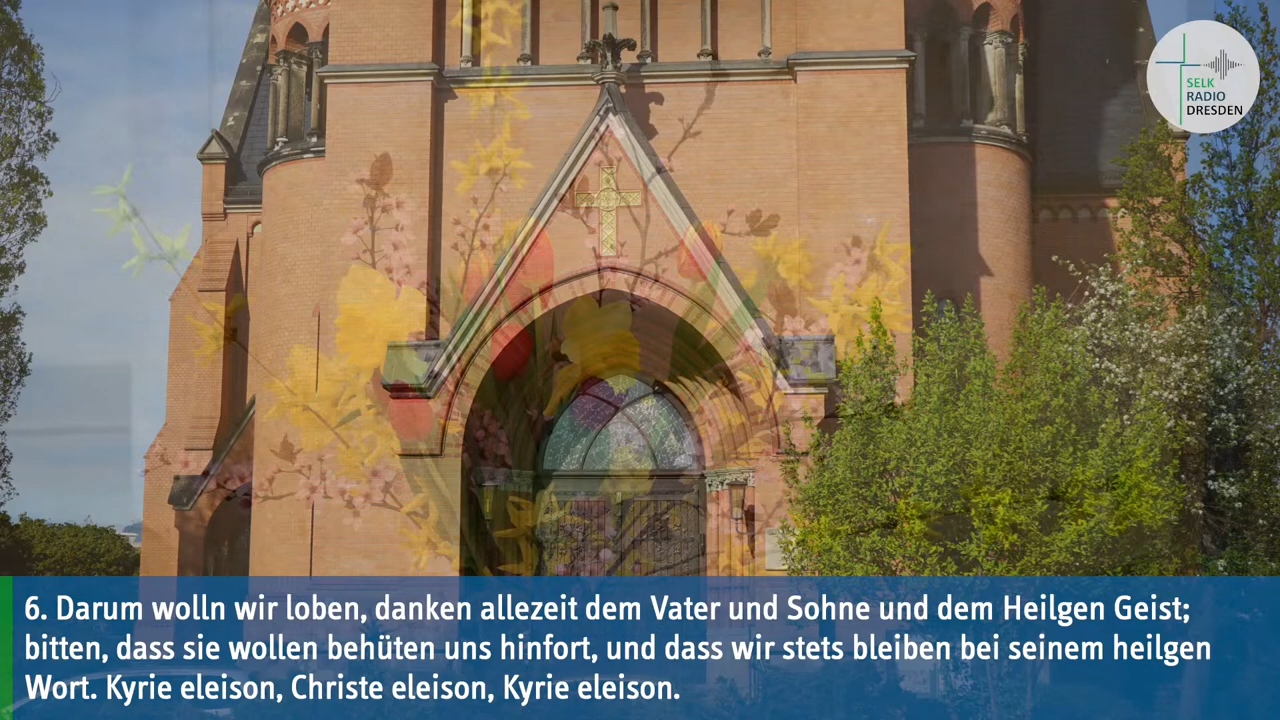 SELK
RADIO
DRESDEN
6. Darum wolln wir loben, danken allezeit dem Vater und Sohne und dem Heilgen Geist;
bitten, dass sie wollen behüten uns hinfort, und dass wir stets bleiben bei seinem heilgen
Wort. Kyrie eleison, Christe eleison, Kyrie eleison.